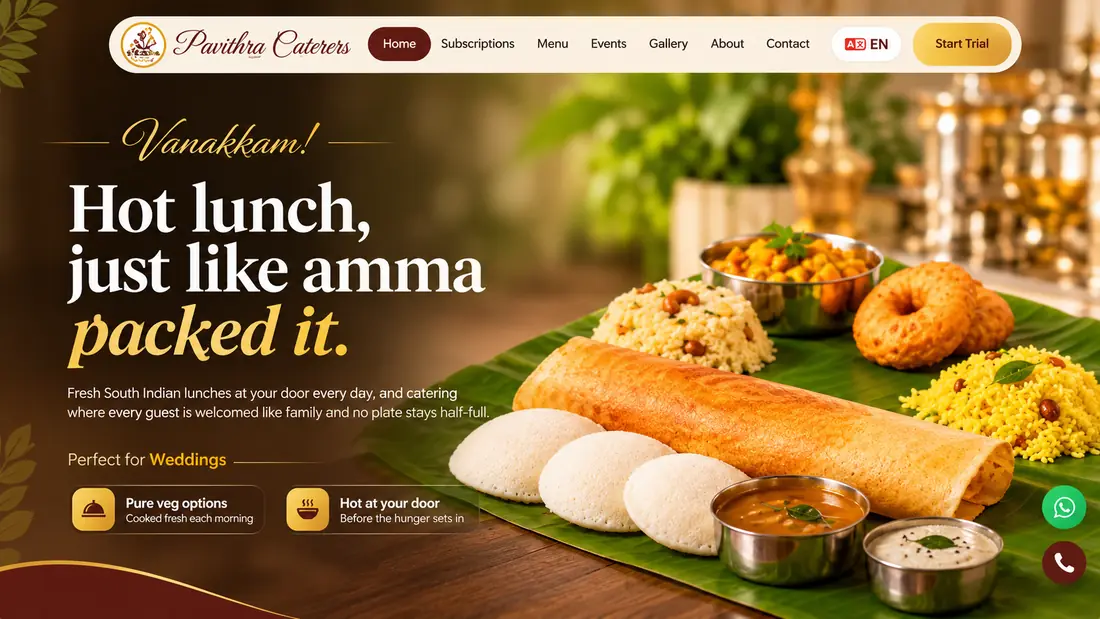 Pavithra Caterers
Home
Subscriptions
Menu
Events
Gallery
About
Contact
EN
Start Trial
Vanakkam!
Hot lunch,
just like amma
packed it.
Fresh South Indian lunches at your door every day, and catering
where every guest is welcomed like family and no plate stays half-full.
Perfect for Weddings
Pure veg options
Cooked fresh each morning
Hot at your door
Before the hunger sets in